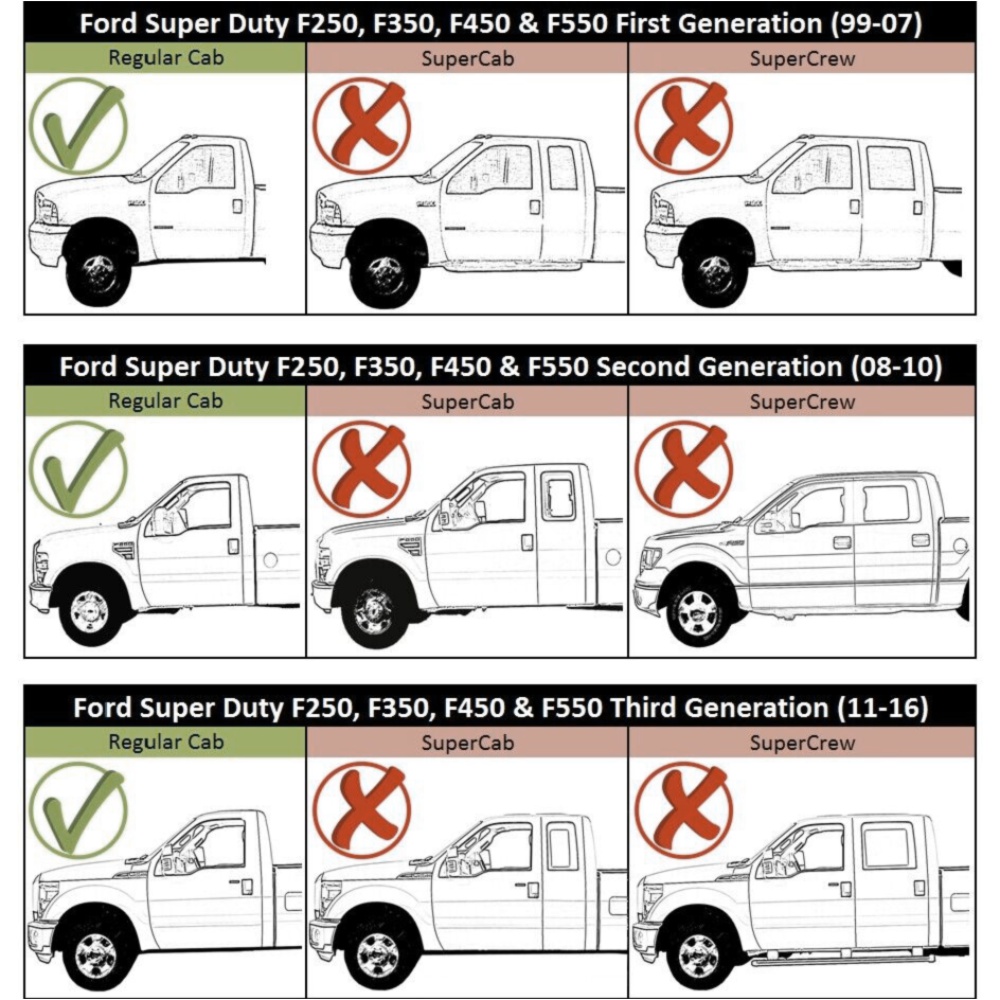 Ford Super Duty F250, F350, F450 & F550 First Generation (99-07)
Regular Cab SuperCab SuperCrew
Ford Super Duty F250, F350, F450 & F550 Second Generation (08-10)
Regular Cab SuperCab SuperCrew
Ford Super Duty F250, F350, F450 & F550 Third Generation (11-16)
Regular Cab SuperCab SuperCrew